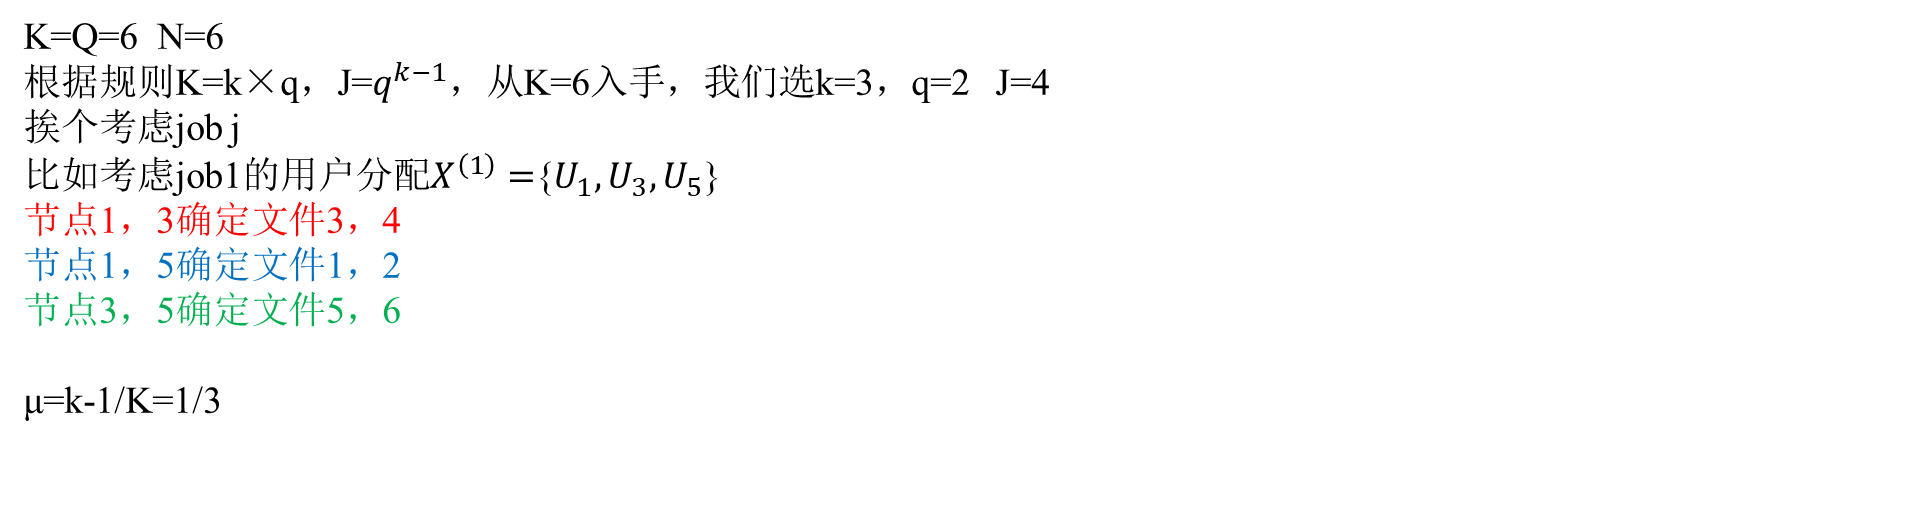 K=Q=6  N=6
根据规则K=k×q，J=q^{k−1}，从K=6入手，我们选k=3，q=2  J=4
挨个考虑job j
比如考虑job1的用户分配X^{(1)} ={U_1, U_3, U_5}
节点1，3确定文件3，4
节点1，5确定文件1，2
节点3，5确定文件5，6
μ=k-1/K=1/3